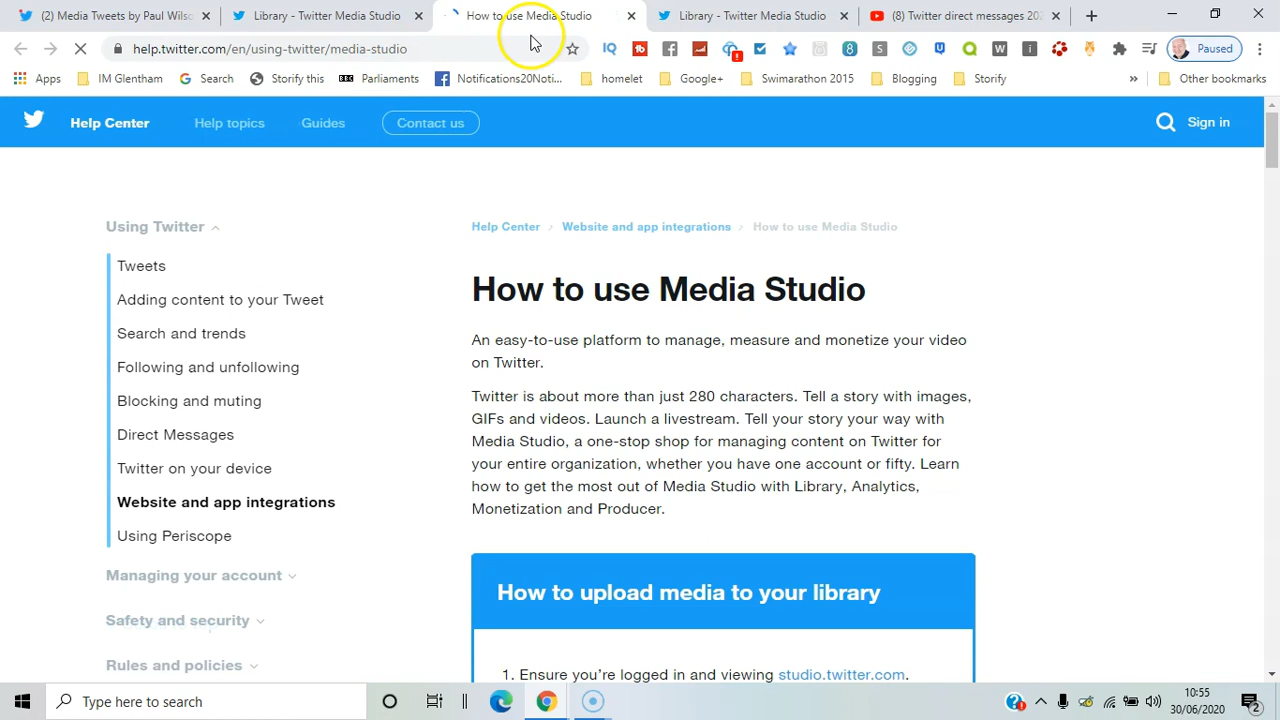 (2) Media Tweets by Paul Wilso
Library - Twitter Media Studio
How to use Media Studio
Library - Twitter Media Studio
(8) Twitter direct messages 202
help.twitter.com/en/using-twitter/media-studio
Paused
Apps
IM Glentham
Search
Storify this
Parliaments
Notifications20Noti...
homelet
Google+
Swimarathon 2015
Blogging
Storify
Other bookmarks
Help Center
Help topics
Guides
Contact us
Sign in
Using Twitter
Tweets
Adding content to your Tweet
Search and trends
Following and unfollowing
Blocking and muting
Direct Messages
Twitter on your device
Website and app integrations
Using Periscope
Managing your account
Safety and security
Rules and policies
Help Center / Website and app integrations / How to use Media Studio
How to use Media Studio
An easy-to-use platform to manage, measure and monetize your video
on Twitter.
Twitter is about more than just 280 characters. Tell a story with images,
GIFs and videos. Launch a livestream. Tell your story your way with
Media Studio, a one-stop shop for managing content on Twitter for
your entire organization, whether you have one account or fifty. Learn
how to get the most out of Media Studio with Library, Analytics,
Monetization and Producer.
How to upload media to your library
1. Ensure you're logged in and viewing studio.twitter.com.
Type here to search
10:55
30/06/2020
2